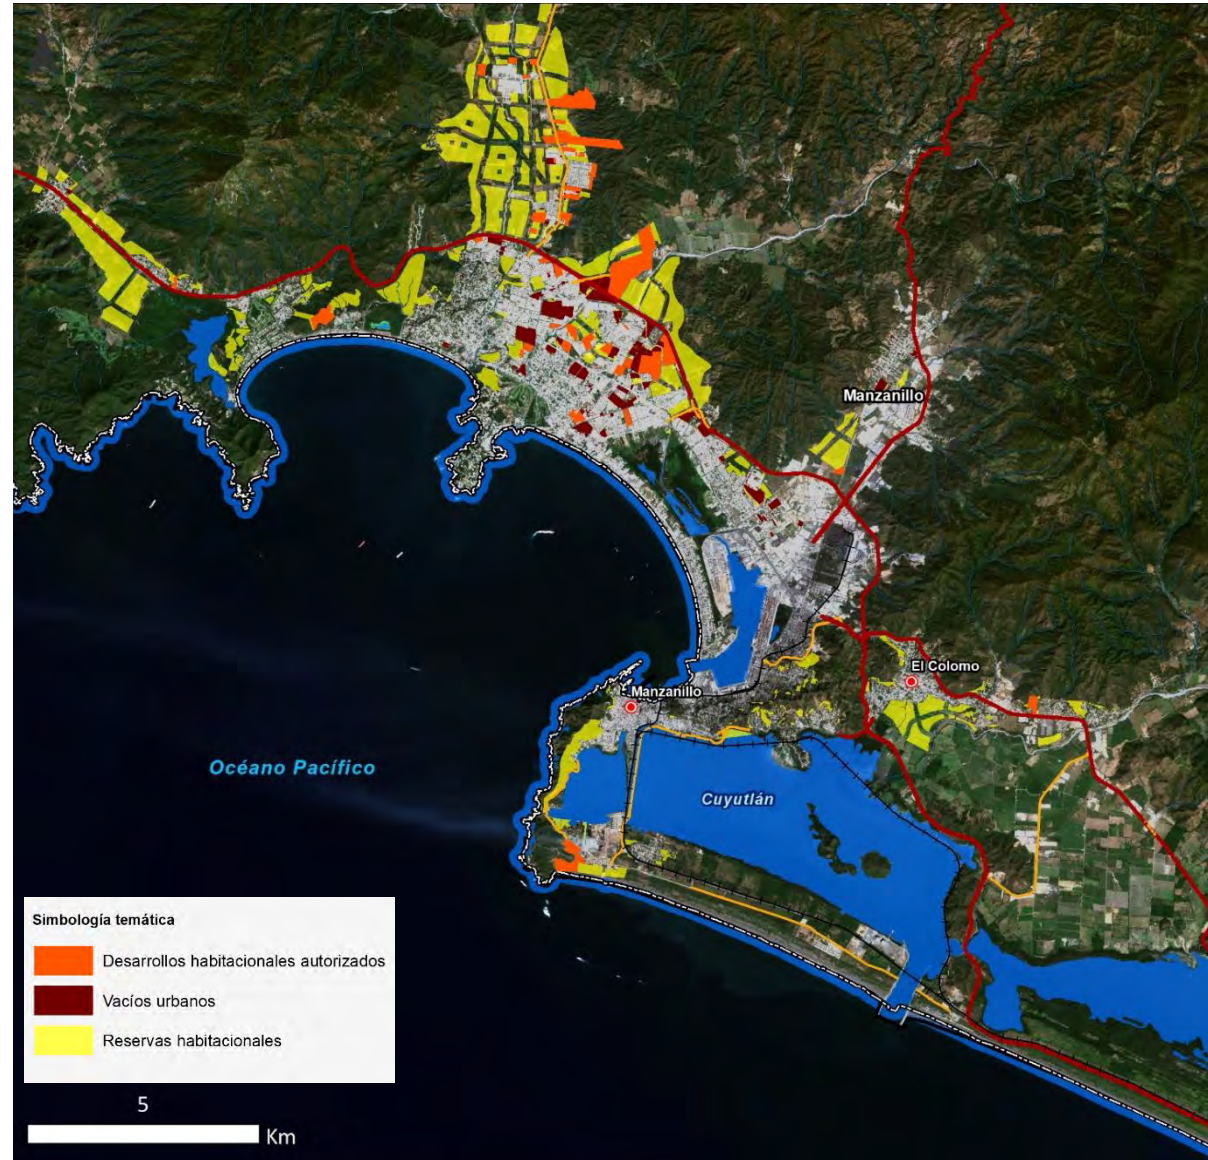 Manzanillo
El Colomo
Manzanillo
Océano Pacífico
Cuyutlán
Simbología temática
Desarrollos habitacionales autorizados
Vacíos urbanos
Reservas habitacionales
5
Km